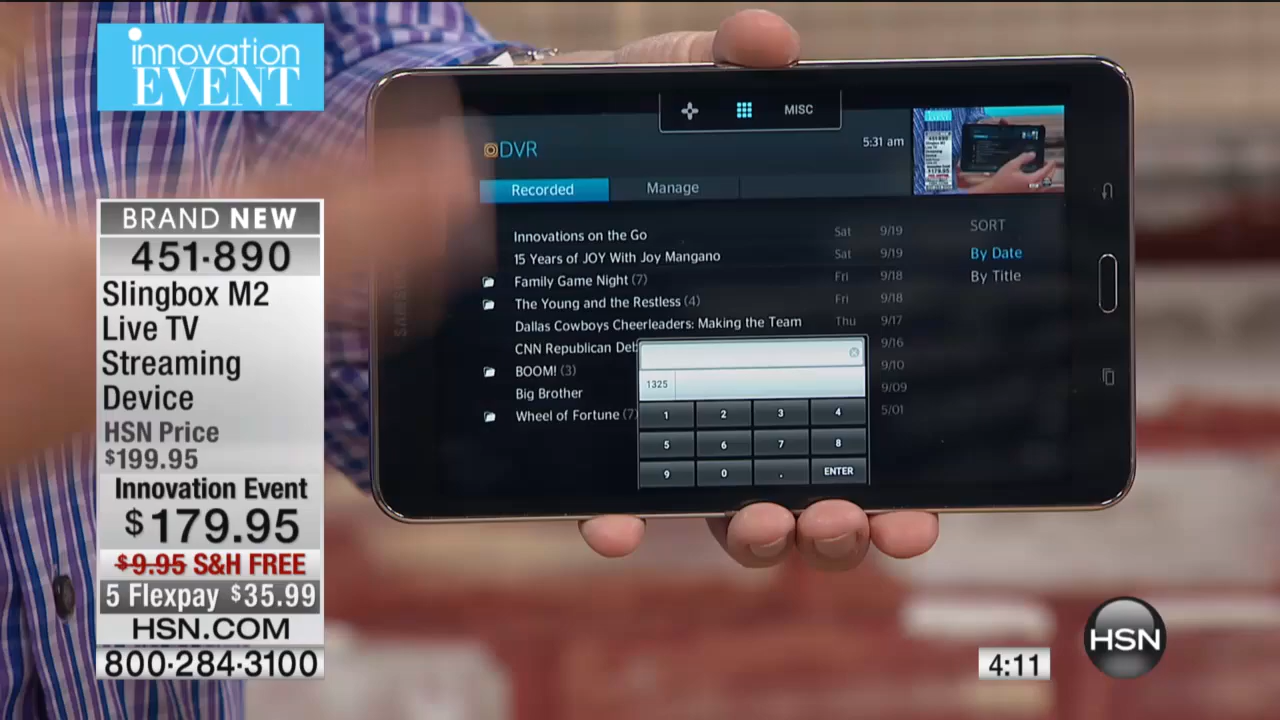 innovation
EVENT
BRAND NEW
451·890
Slingbox M2
Live TV
Streaming
Device
HSN Price
$199.95
Innovation Event
$179.95
$9.95 S&H FREE
5 Flexpay $35.99
HSN.COM
800·284·3100
MISC
DVR
5:31 am
Recorded
Manage
Innovations on the Go Sat 9/19
15 Years of JOY With Joy Mangano Sat 9/19
Family Game Night (7) Fri 9/18
The Young and the Restless (4) Fri 9/18
Dallas Cowboys Cheerleaders: Making the Team Thu 9/17
CNN Republican 9/16
BOOM! (3) 9/10
Big Brother 9/09
Wheel of Fortune (7) 5/01
SORT
By Date
By Title
1325
1 2 3 4
5 6 7 8
9 0 . ENTER
SAMSUNG
4:11
HSN